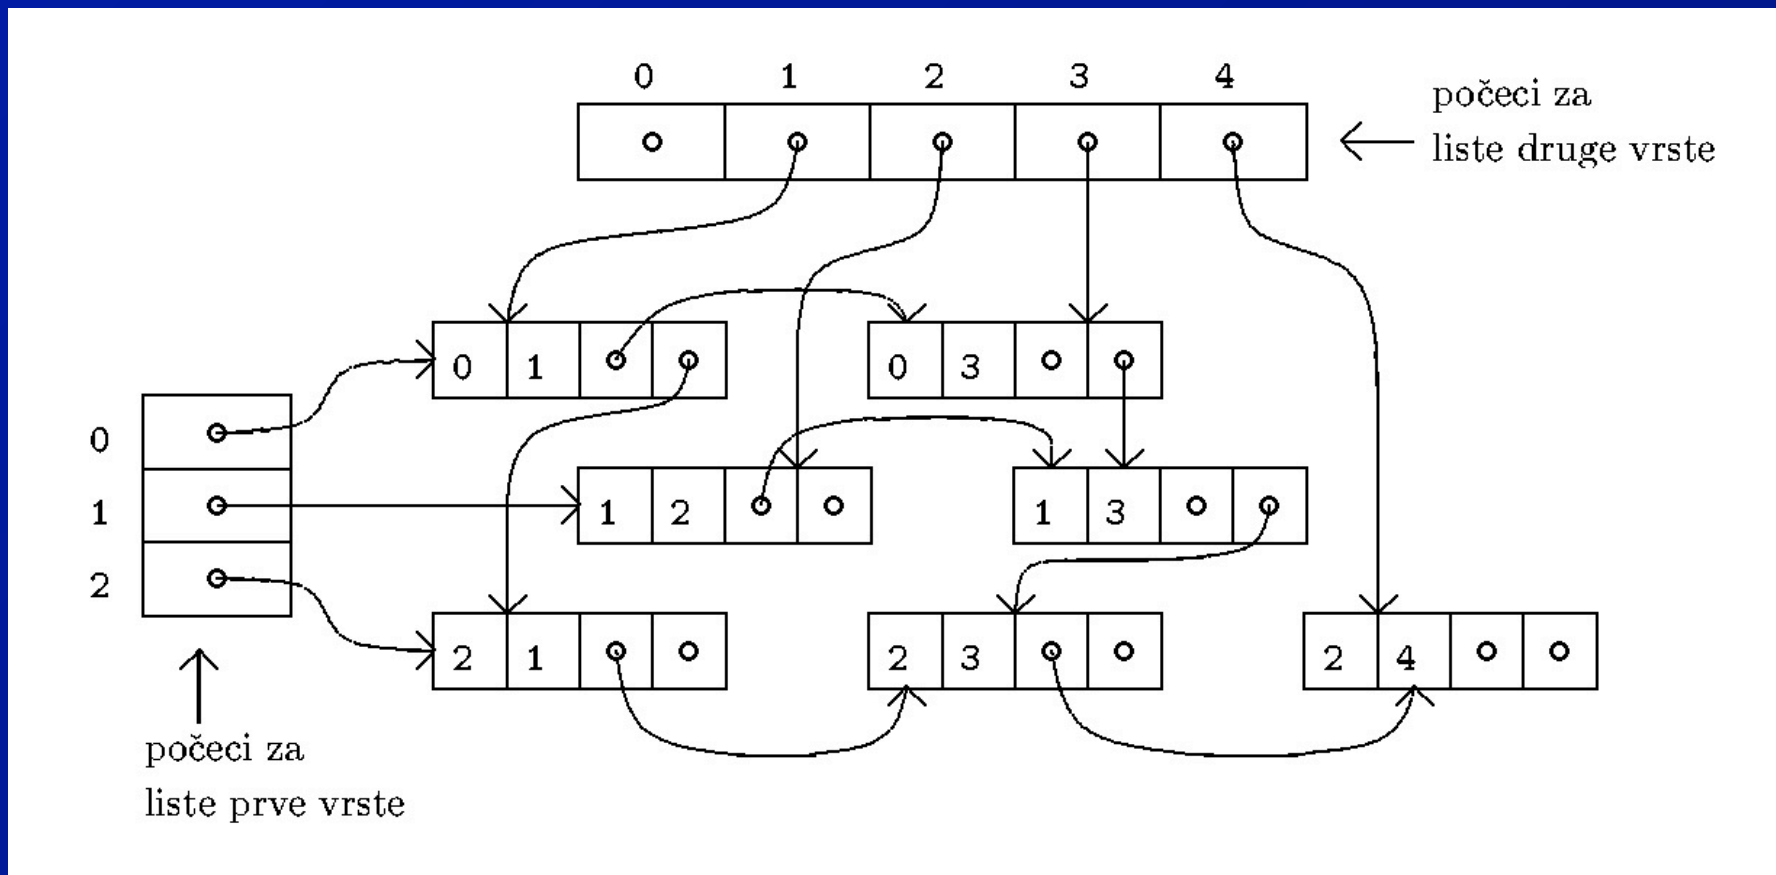 0 1 2 3 4
počeci za
liste druge vrste
0 1
0 3
0
1
2
1 2
1 3
2 1
2 3
2 4
počeci za
liste prve vrste